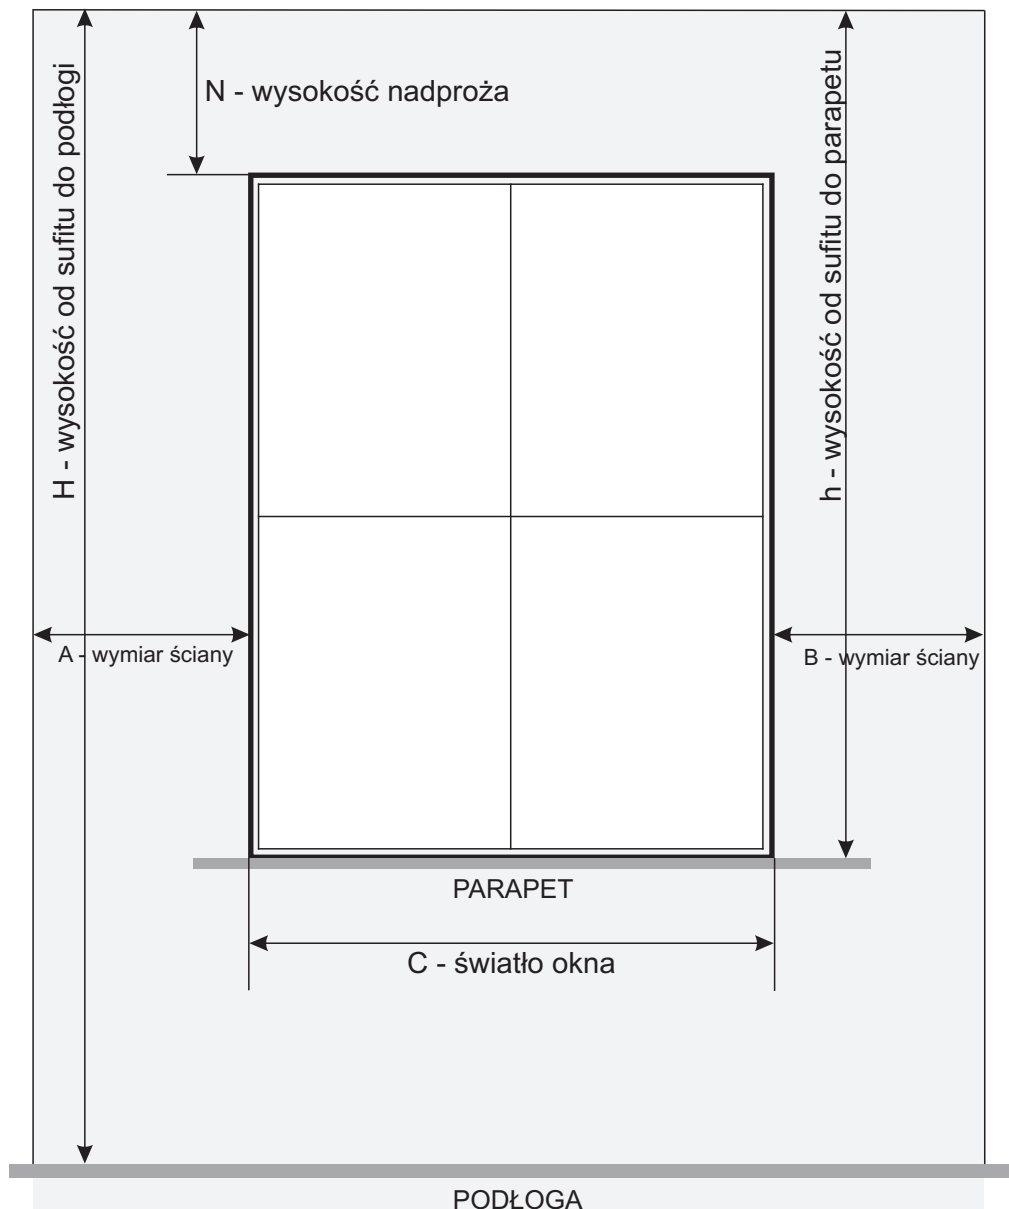 N - wysokość nadproża
H - wysokość od sufitu do podłogi
h - wysokość od sufitu do parapetu
A - wymiar ściany
B - wymiar ściany
PARAPET
C - światło okna
PODŁOGA